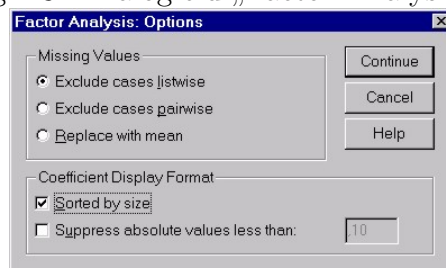 Factor Analysis: Options
Missing Values
Exclude cases listwise
Exclude cases pairwise
Replace with mean
Continue
Cancel
Help
Coefficient Display Format
Sorted by size
Suppress absolute values less than: ,10